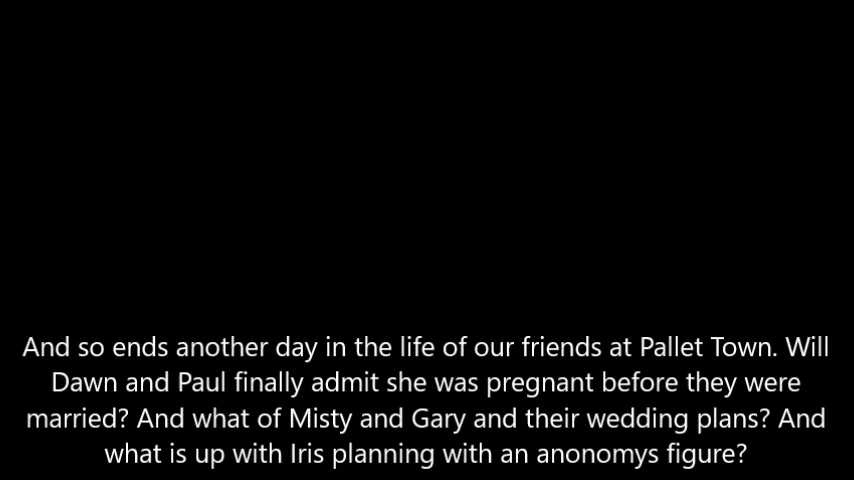 And so ends another day in the life of our friends at Pallet Town. Will
Dawn and Paul finally admit she was pregnant before they were
married? And what of Misty and Gary and their wedding plans? And
what is up with Iris planning with an anonomys figure?